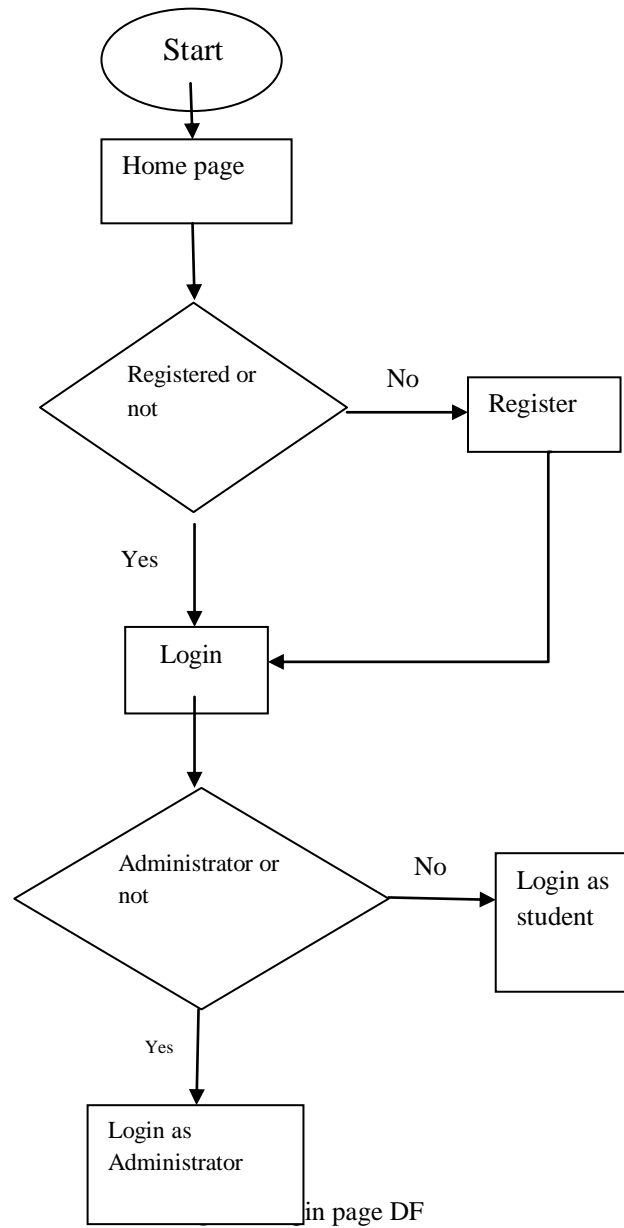 Start
Home page
Registered or
not
No
Register
Yes
Login
Administrator or
not
No
Login as
student
Yes
Login as
Administrator
page DF